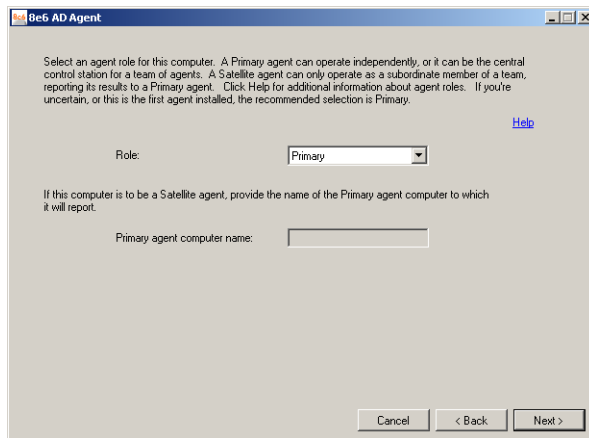 8e6 AD Agent
Select an agent role for this computer. A Primary agent can operate independently, or it can be the central
control station for a team of agents. A Satellite agent can only operate as a subordinate member of a team,
reporting its results to a Primary agent. Click Help for additional information about agent roles. If you're
uncertain, or this is the first agent installed, the recommended selection is Primary.
Help
Role: Primary
If this computer is to be a Satellite agent, provide the name of the Primary agent computer to which
it will report.
Primary agent computer name:
Cancel < Back Next >